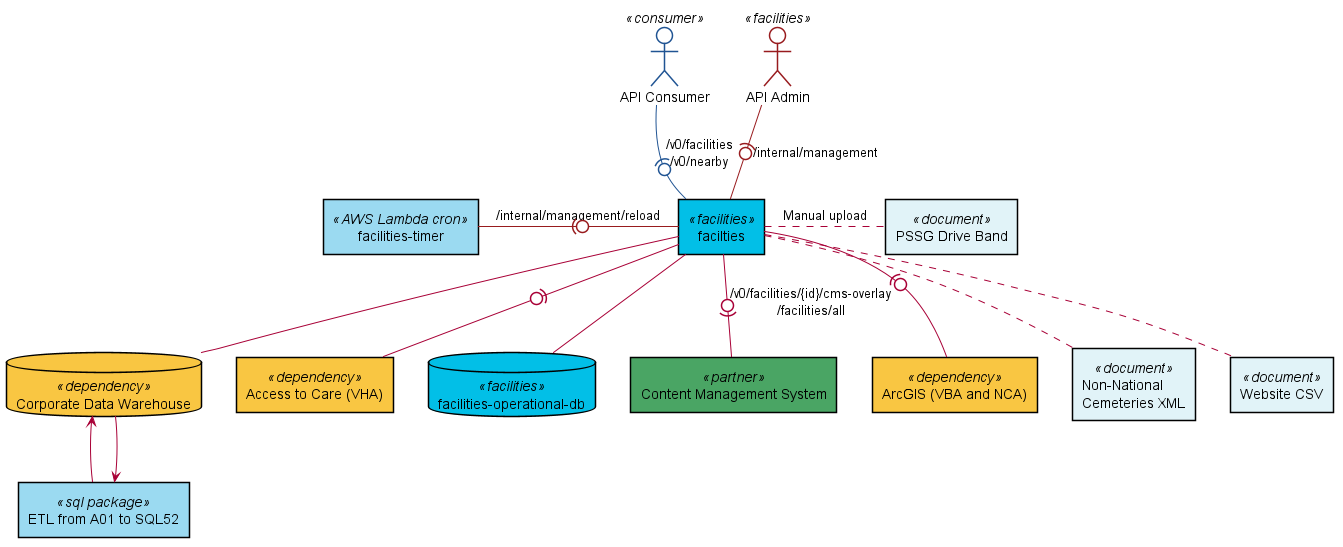 «consumer»
API Consumer
«facilities»
API Admin
/v0/facilities
/v0/nearby
/internal/management
«AWS Lambda cron»
facilities-timer
/internal/management/reload
«facilities»
facilties
Manual upload
«document»
PSSG Drive Band
/v0/facilities/{id}/cms-overlay
/facilities/all
«dependency»
Corporate Data Warehouse
«dependency»
Access to Care (VHA)
«facilities»
facilities-operational-db
«partner»
Content Management System
«dependency»
ArcGIS (VBA and NCA)
«document»
Non-National
Cemeteries XML
«document»
Website CSV
«sql package»
ETL from A01 to SQL52